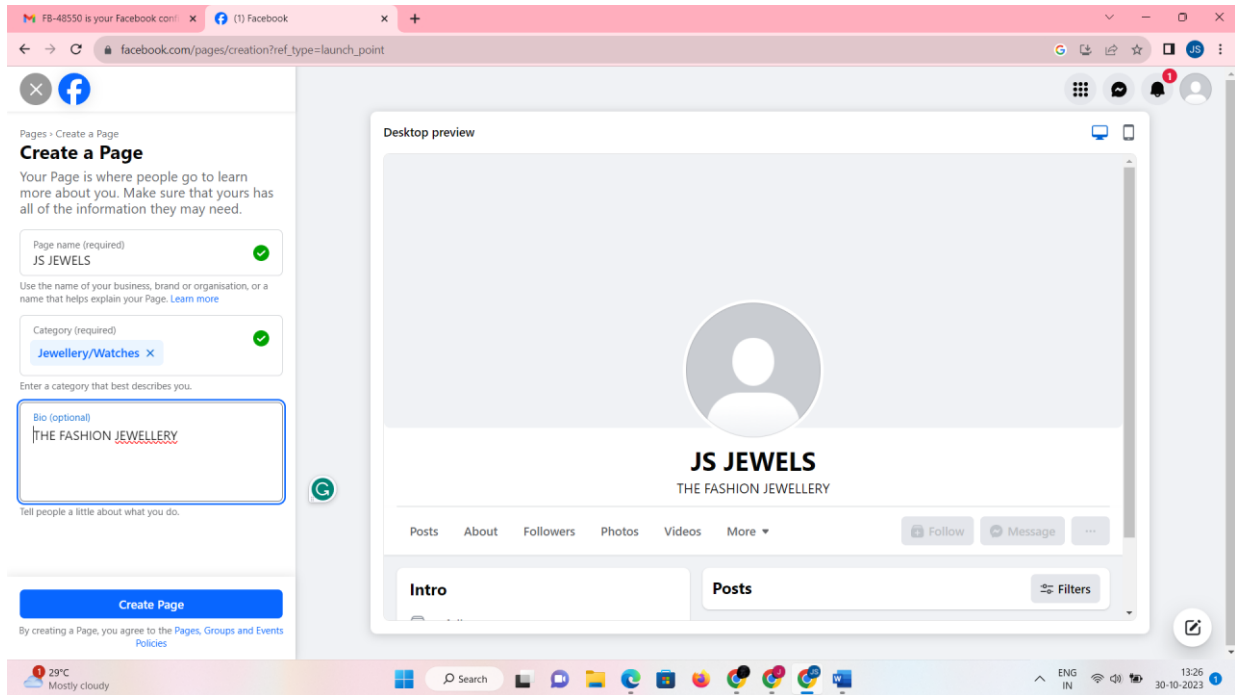 FB-48550 is your Facebook conf
(1) Facebook
facebook.com/pages/creation?ref_type=launch_point
JS
1
Pages › Create a Page
Create a Page
Your Page is where people go to learn
more about you. Make sure that yours has
all of the information they may need.
Page name (required)
JS JEWELS
Use the name of your business, brand or organisation, or a
name that helps explain your Page. Learn more
Category (required)
Jewellery/Watches ×
Enter a category that best describes you.
Bio (optional)
THE FASHION JEWELLERY
Tell people a little about what you do.
Create Page
By creating a Page, you agree to the Pages, Groups and Events
Policies
Desktop preview
JS JEWELS
THE FASHION JEWELLERY
Posts About Followers Photos Videos More Follow Message ...
Intro
Posts
Filters
1
29°C
Mostly cloudy
Search
ENG
IN
13:26
30-10-2023
1